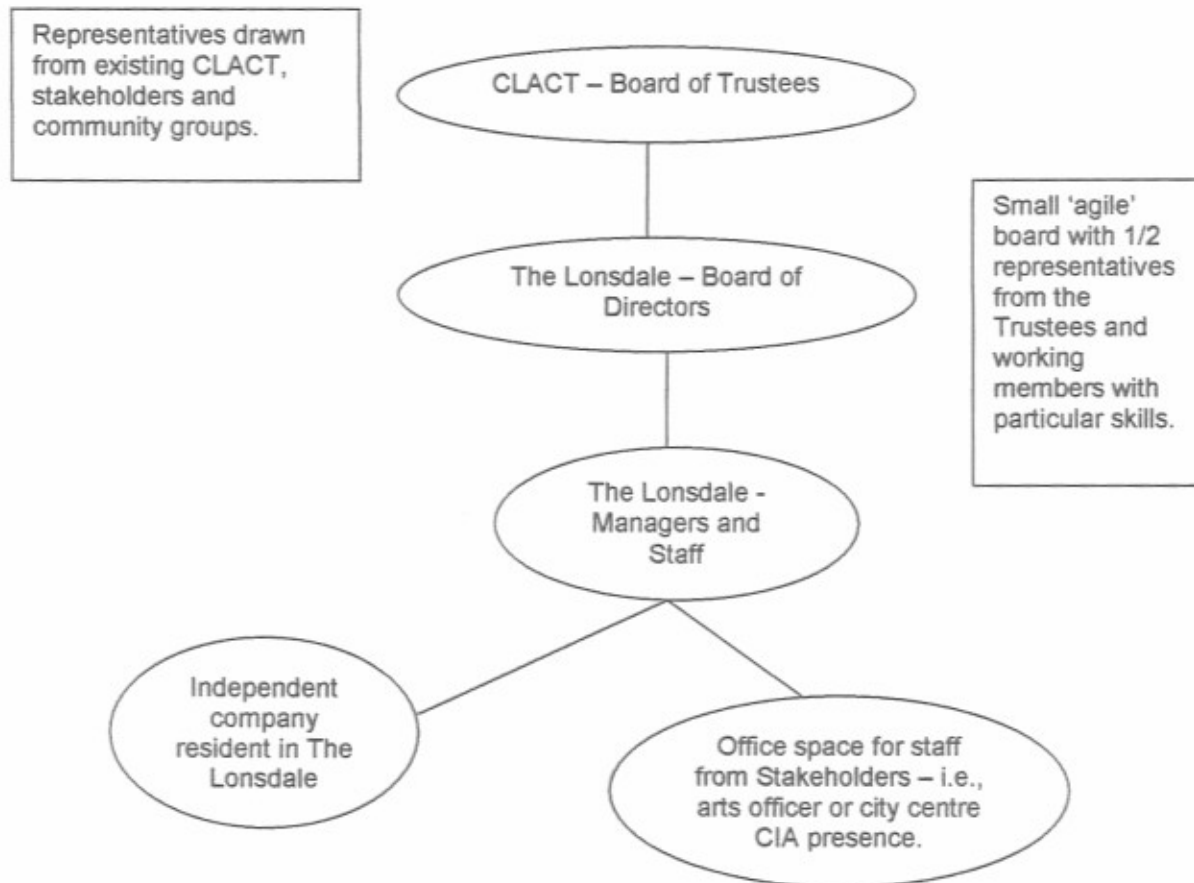 Representatives drawn
from existing CLACT,
stakeholders and
community groups.
CLACT – Board of Trustees
Small ‘agile’
board with 1/2
representatives
from the
Trustees and
working
members with
particular skills.
The Lonsdale – Board of
Directors
The Lonsdale -
Managers and
Staff
Independent
company
resident in The
Lonsdale
Office space for staff
from Stakeholders – i.e.,
arts officer or city centre
CIA presence.